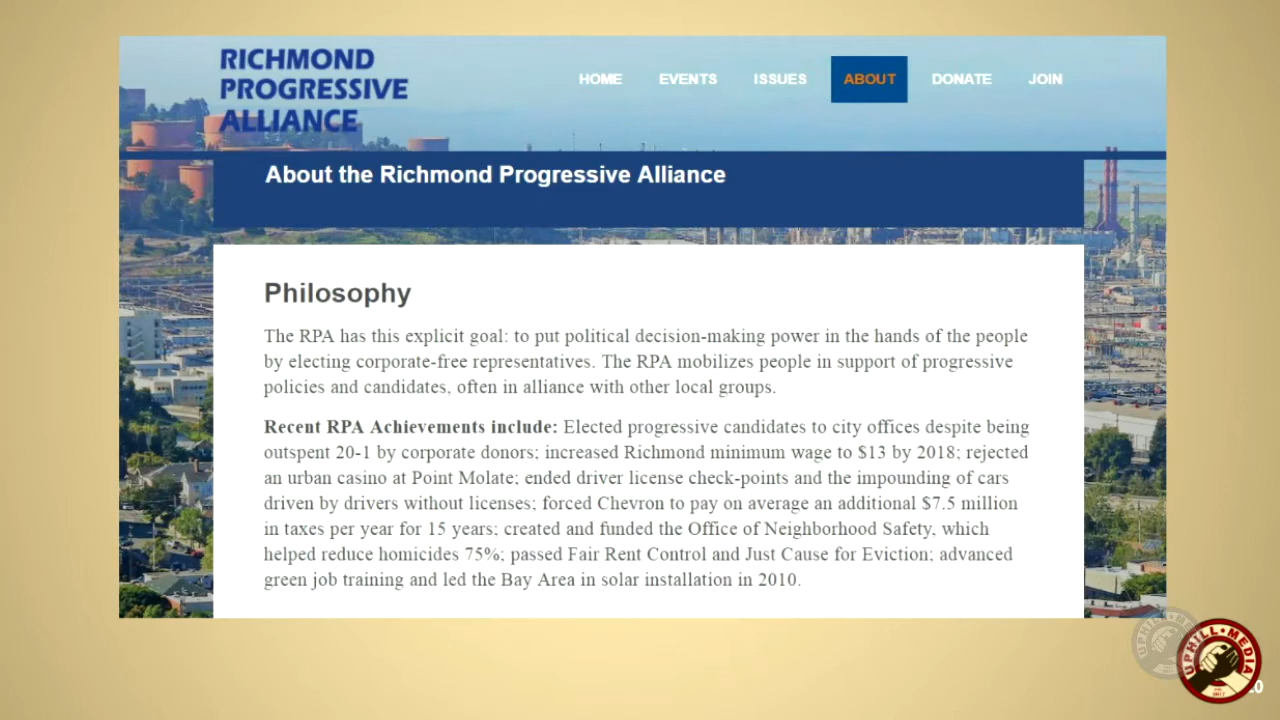 RICHMOND
PROGRESSIVE
ALLIANCE
HOME EVENTS ISSUES ABOUT DONATE JOIN
About the Richmond Progressive Alliance
Philosophy
The RPA has this explicit goal: to put political decision-making power in the hands of the people
by electing corporate-free representatives. The RPA mobilizes people in support of progressive
policies and candidates, often in alliance with other local groups.
Recent RPA Achievements include: Elected progressive candidates to city offices despite being
outspent 20-1 by corporate donors; increased Richmond minimum wage to $13 by 2018; rejected
an urban casino at Point Molate; ended driver license check-points and the impounding of cars
driven by drivers without licenses; forced Chevron to pay on average an additional $7.5 million
in taxes per year for 15 years; created and funded the Office of Neighborhood Safety, which
helped reduce homicides 75%; passed Fair Rent Control and Just Cause for Eviction; advanced
green job training and led the Bay Area in solar installation in 2010.
UPHILL • MEDIA